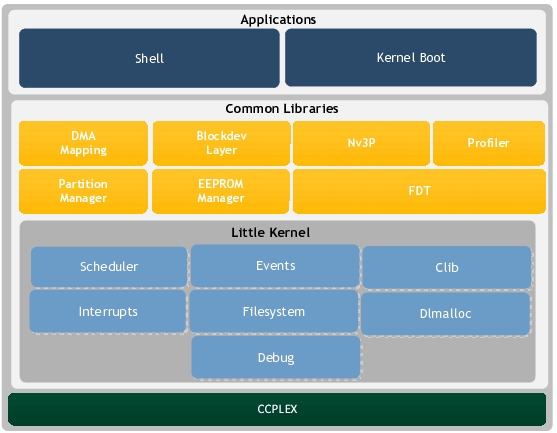 Applications
Shell
Kernel Boot
Common Libraries
DMA
Mapping
Blockdev
Layer
Nv3P
Profiler
Partition
Manager
EEPROM
Manager
FDT
Little Kernel
Scheduler
Events
Clib
Interrupts
Filesystem
Dlmalloc
Debug
CCPLEX